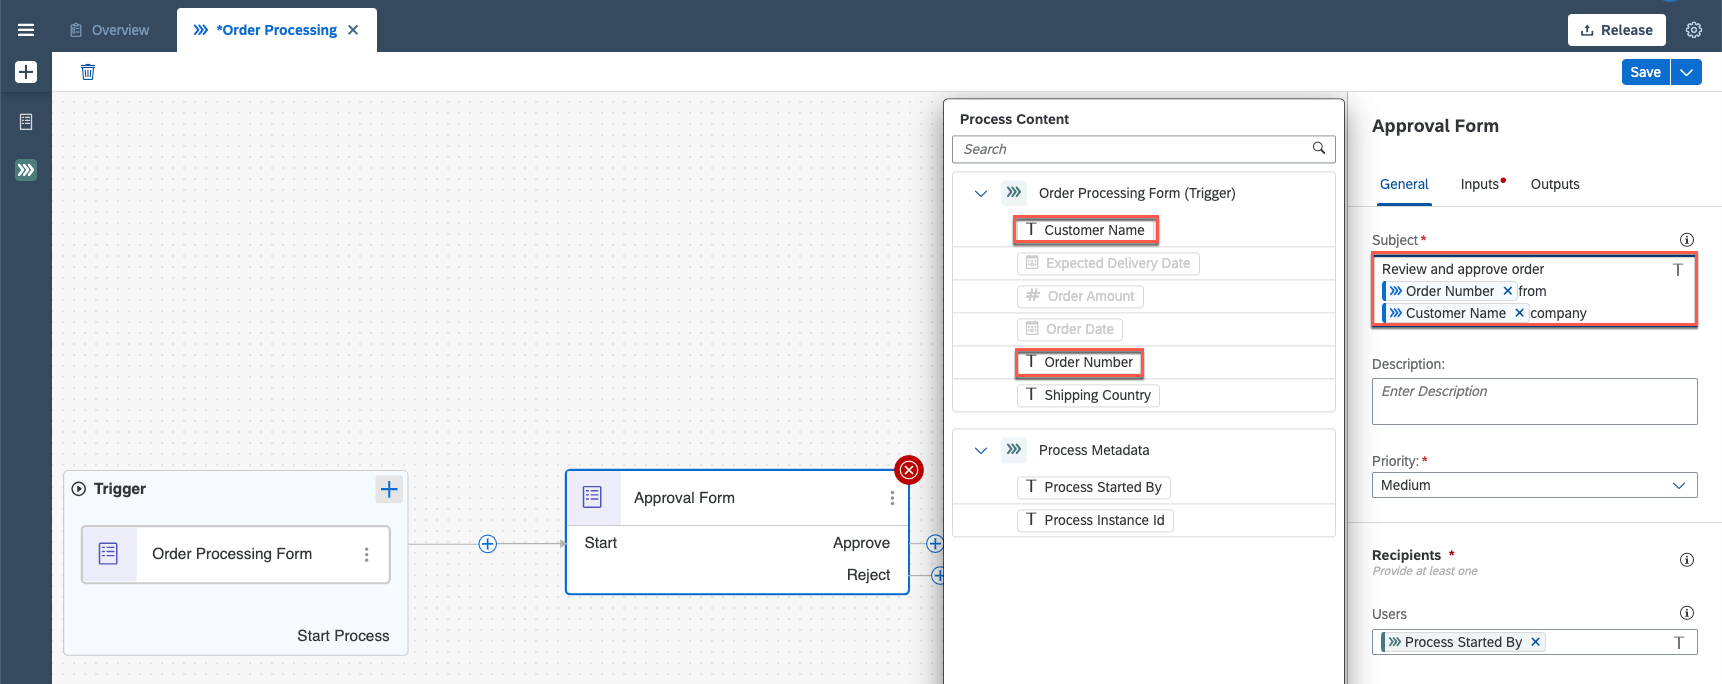 Overview
*Order Processing
Release
Save
Process Content
Search
Order Processing Form (Trigger)
Customer Name
Expected Delivery Date
Order Amount
Order Date
Order Number
Shipping Country
Process Metadata
Process Started By
Process Instance Id
Trigger
Order Processing Form
Start Process
Approval Form
Start
Approve
Reject
Approval Form
General
Inputs
Outputs
Subject*
Review and approve order
Order Number from
Customer Name company
Description:
Enter Description
Priority:*
Medium
Recipients *
Provide at least one
Users
Process Started By